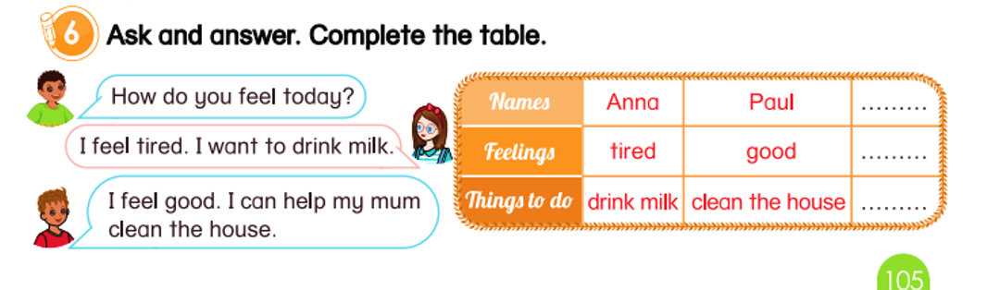 6 Ask and answer. Complete the table.
How do you feel today?
I feel tired. I want to drink milk.
I feel good. I can help my mum
clean the house.
Names Anna Paul .........
Feelings tired good .........
Things to do drink milk clean the house .........
105